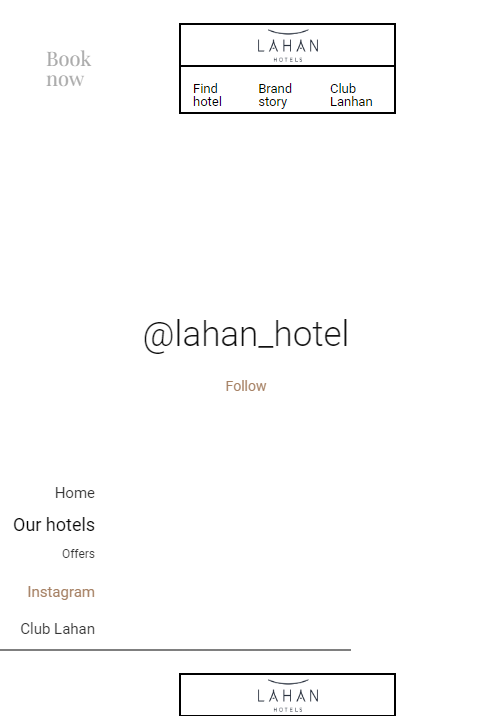 Book
now
LAHAN
HOTELS
Find
hotel
Brand
story
Club
Lanhan
@lahan_hotel
Follow
Home
Our hotels
Offers
Instagram
Club Lahan
LAHAN
HOTELS